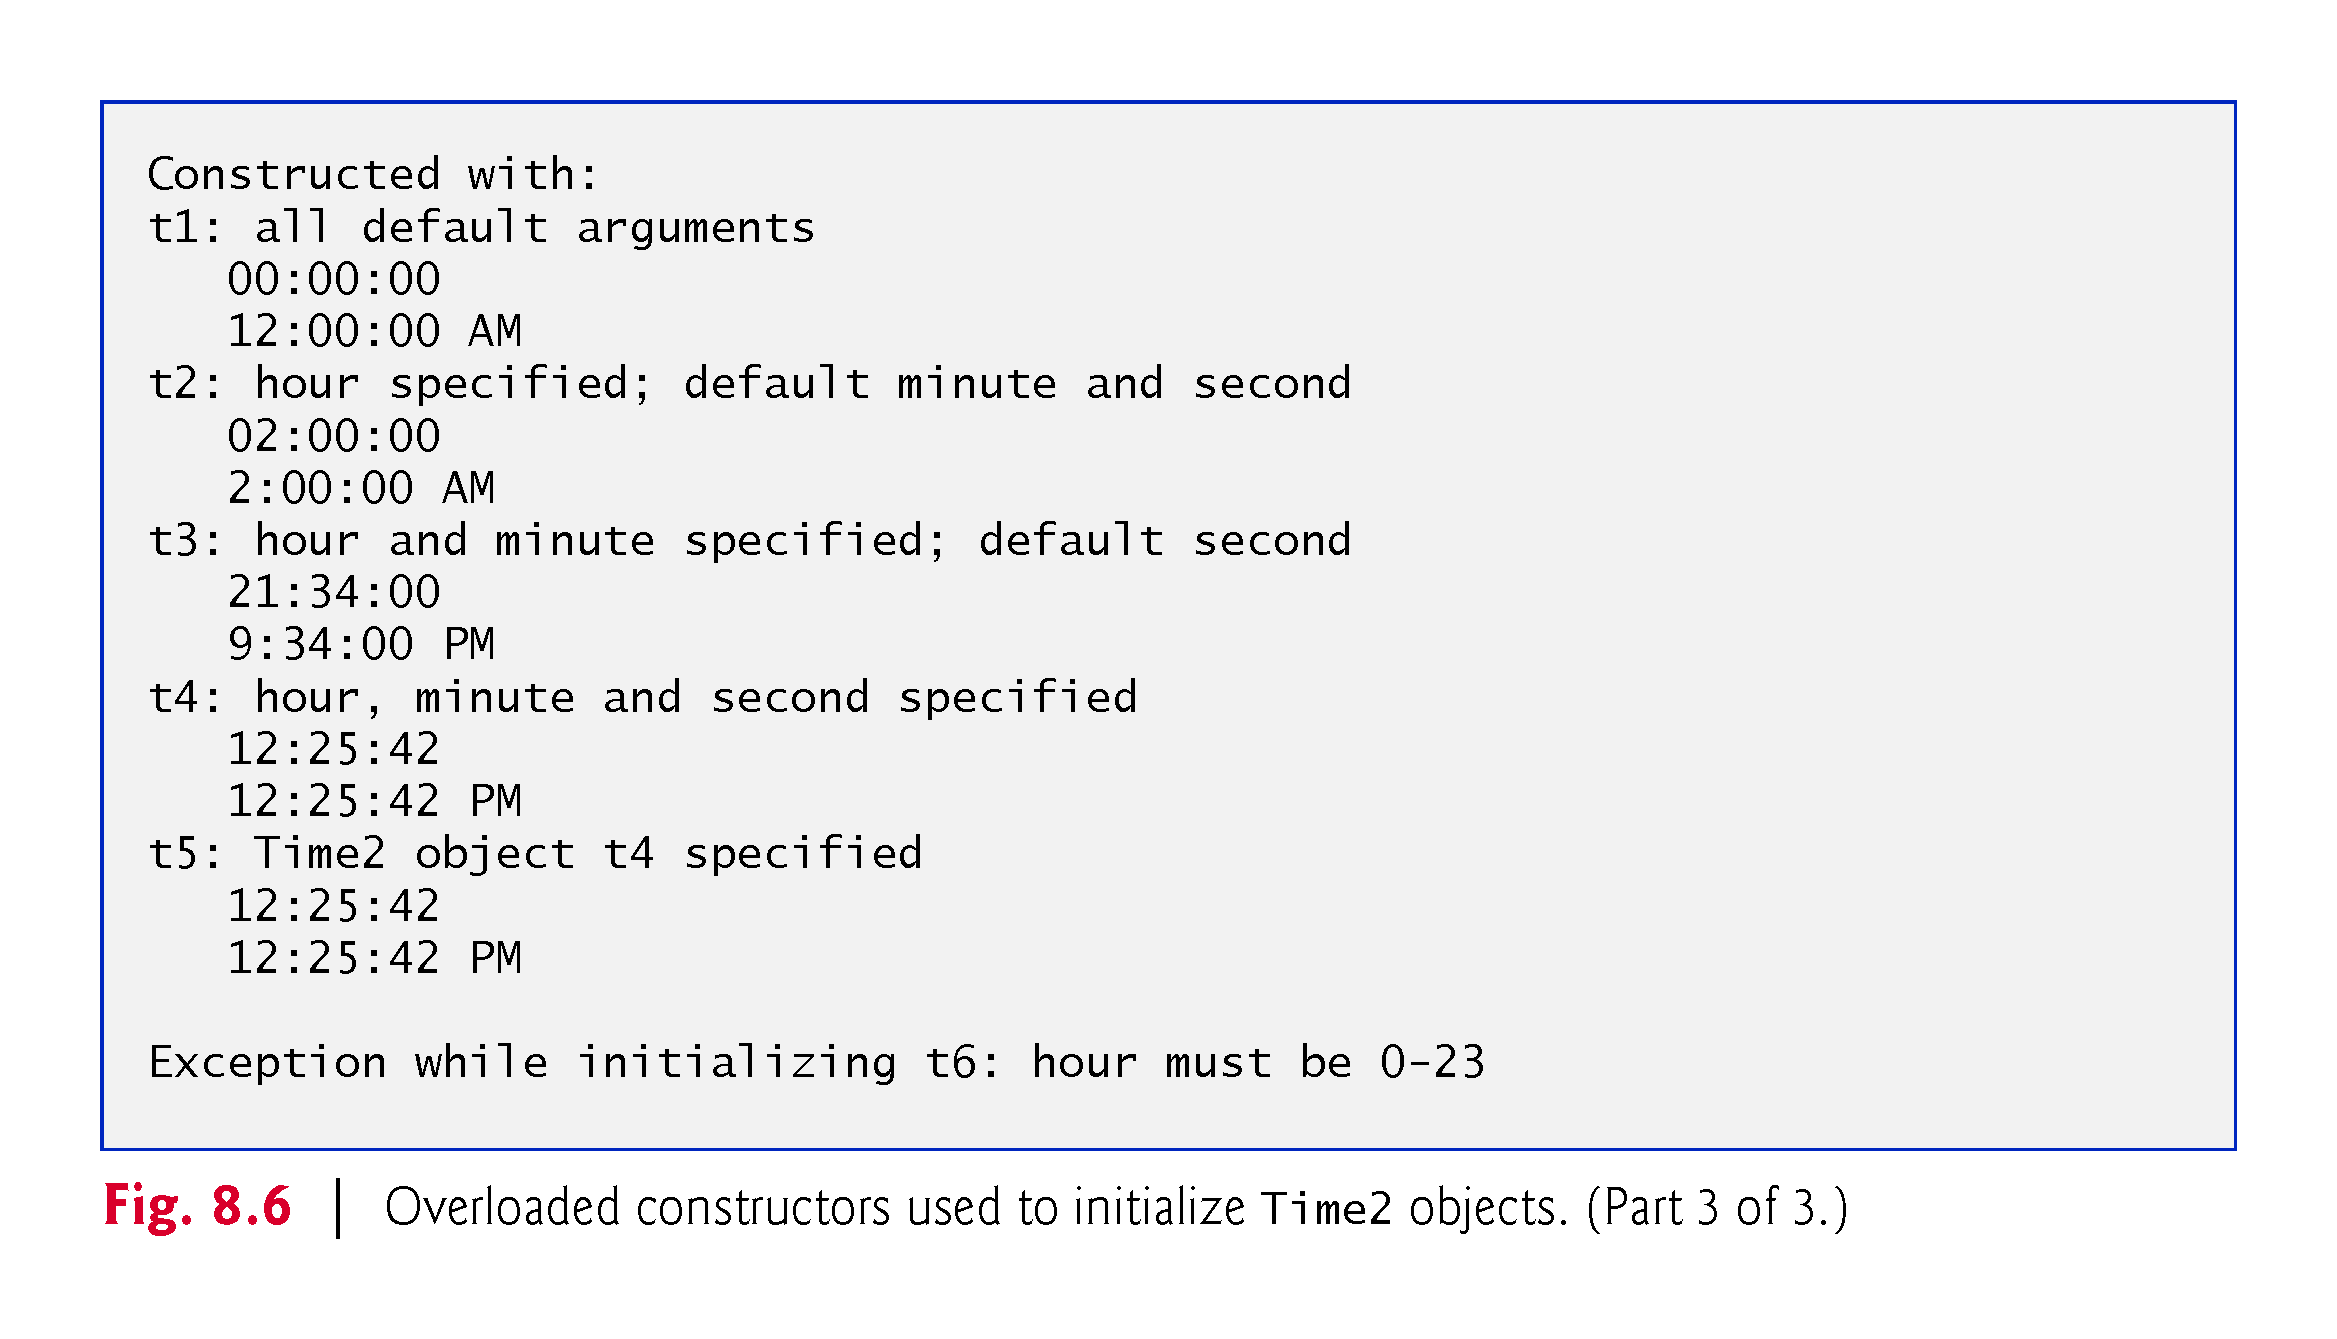 Constructed with:
t1: all default arguments
   00:00:00
   12:00:00 AM
t2: hour specified; default minute and second
   02:00:00
   2:00:00 AM
t3: hour and minute specified; default second
   21:34:00
   9:34:00 PM
t4: hour, minute and second specified
   12:25:42
   12:25:42 PM
t5: Time2 object t4 specified
   12:25:42
   12:25:42 PM

Exception while initializing t6: hour must be 0-23
Fig. 8.6 | Overloaded constructors used to initialize Time2 objects. (Part 3 of 3.)